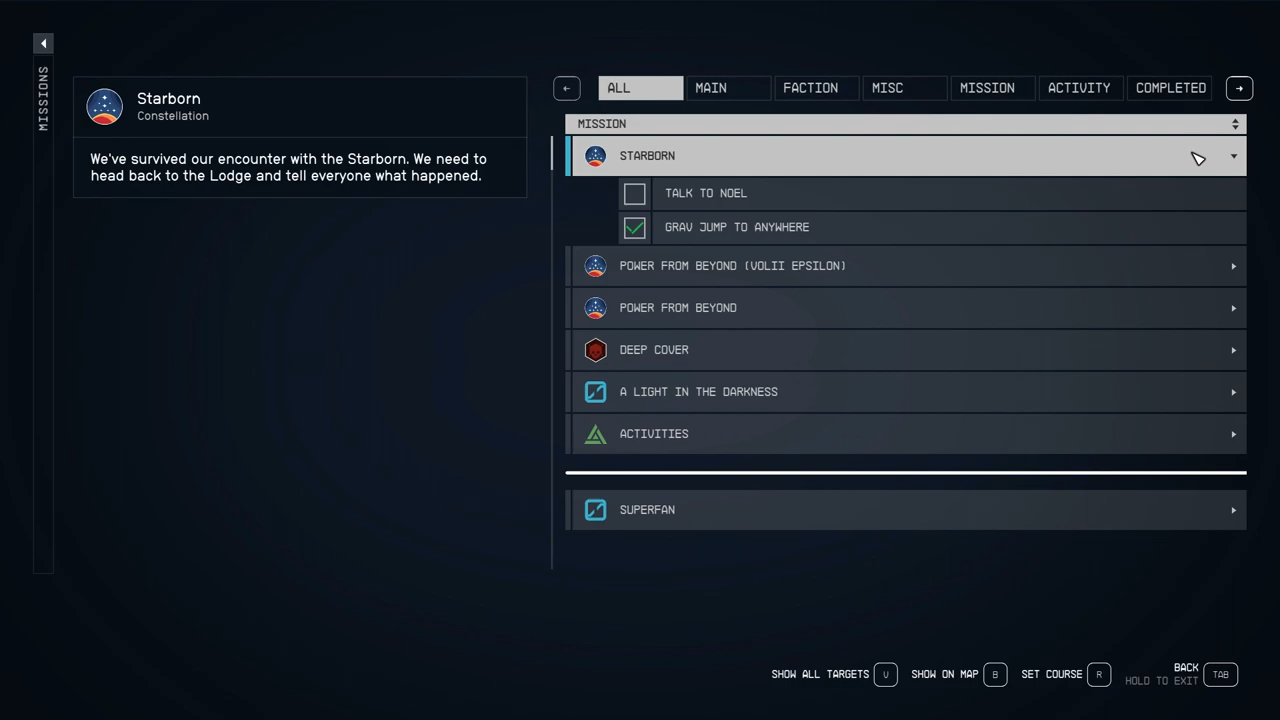 MISSIONS
Starborn
Constellation
We've survived our encounter with the Starborn. We need to
head back to the Lodge and tell everyone what happened.
ALL MAIN FACTION MISC MISSION ACTIVITY COMPLETED
MISSION
STARBORN
TALK TO NOEL
GRAV JUMP TO ANYWHERE
POWER FROM BEYOND (VOLII EPSILON)
POWER FROM BEYOND
DEEP COVER
A LIGHT IN THE DARKNESS
ACTIVITIES
SUPERFAN
SHOW ALL TARGETS V SHOW ON MAP B SET COURSE R BACK TAB
HOLD TO EXIT